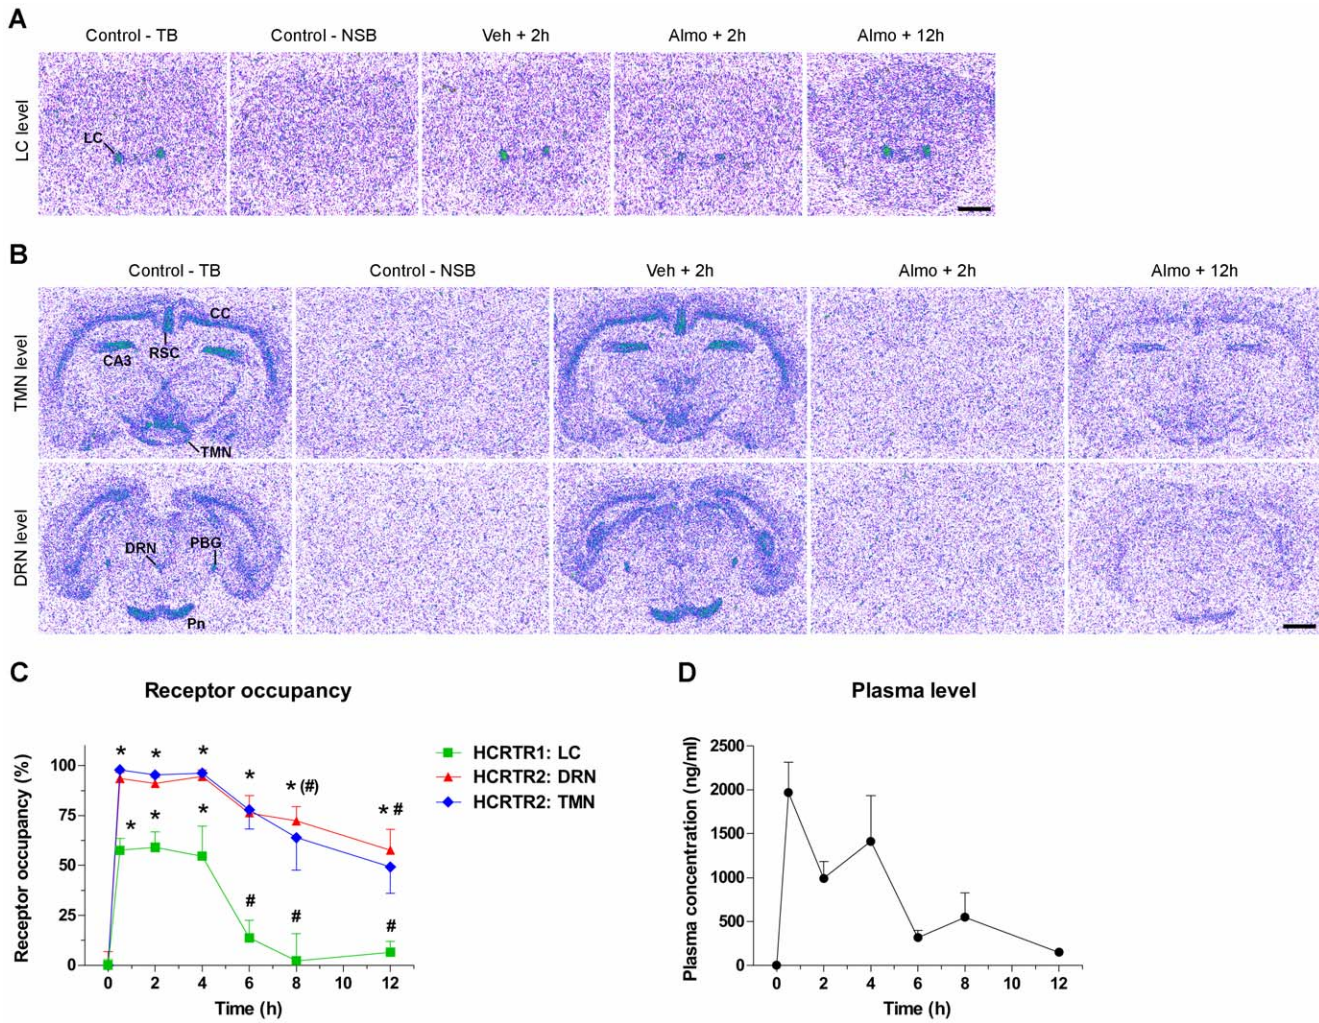 A
Control - TB Control - NSB Veh + 2h Almo + 2h Almo + 12h
LC level
LC
B
Control - TB Control - NSB Veh + 2h Almo + 2h Almo + 12h
TMN level
CC
CA3 RSC
TMN
DRN level
DRN PBG
Pn
C
Receptor occupancy
Receptor occupancy (%)
100
75
50
25
0
* * * * * (#) * #
* * * # # #
0 2 4 6 8 10 12
Time (h)
HCRTR1: LC
HCRTR2: DRN
HCRTR2: TMN
D
Plasma level
Plasma concentration (ng/ml)
2500
2000
1500
1000
500
0
0 2 4 6 8 10 12
Time (h)